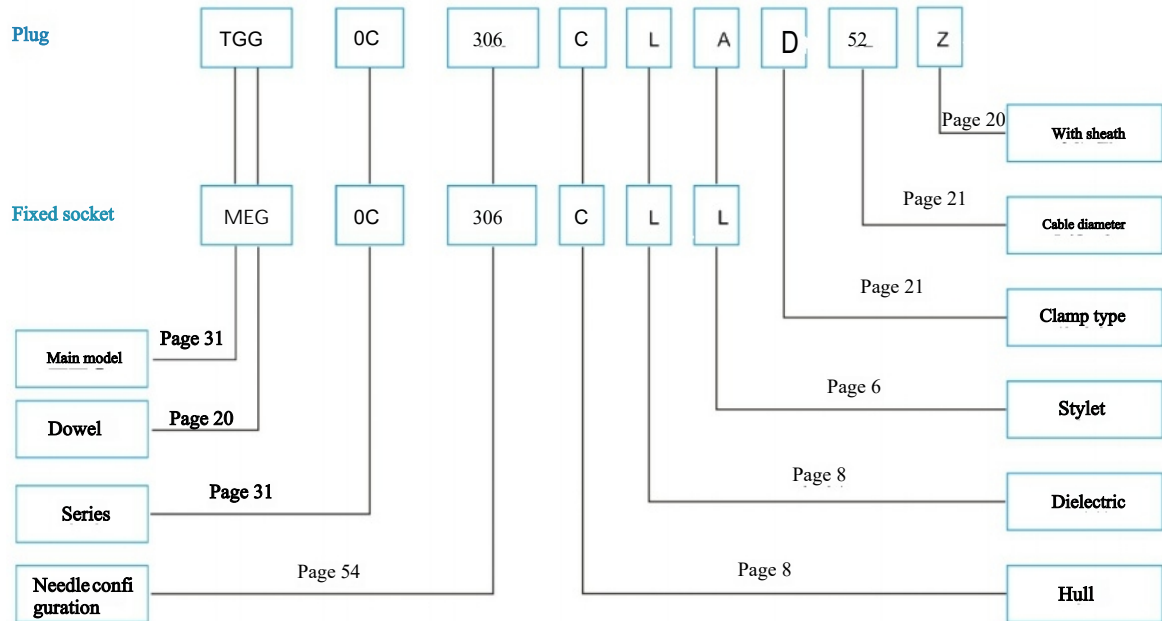 Plug
TGG
0C
306
C
L
A
D
52
Z
Page 20
With sheath
Fixed socket
MEG
0C
306
C
L
L
Page 21
Cable diameter
Page 21
Clamp type
Main model
Page 31
Page 6
Stylet
Dowel
Page 20
Page 8
Dielectric
Series
Page 31
Needle confi
guration
Page 54
Page 8
Hull